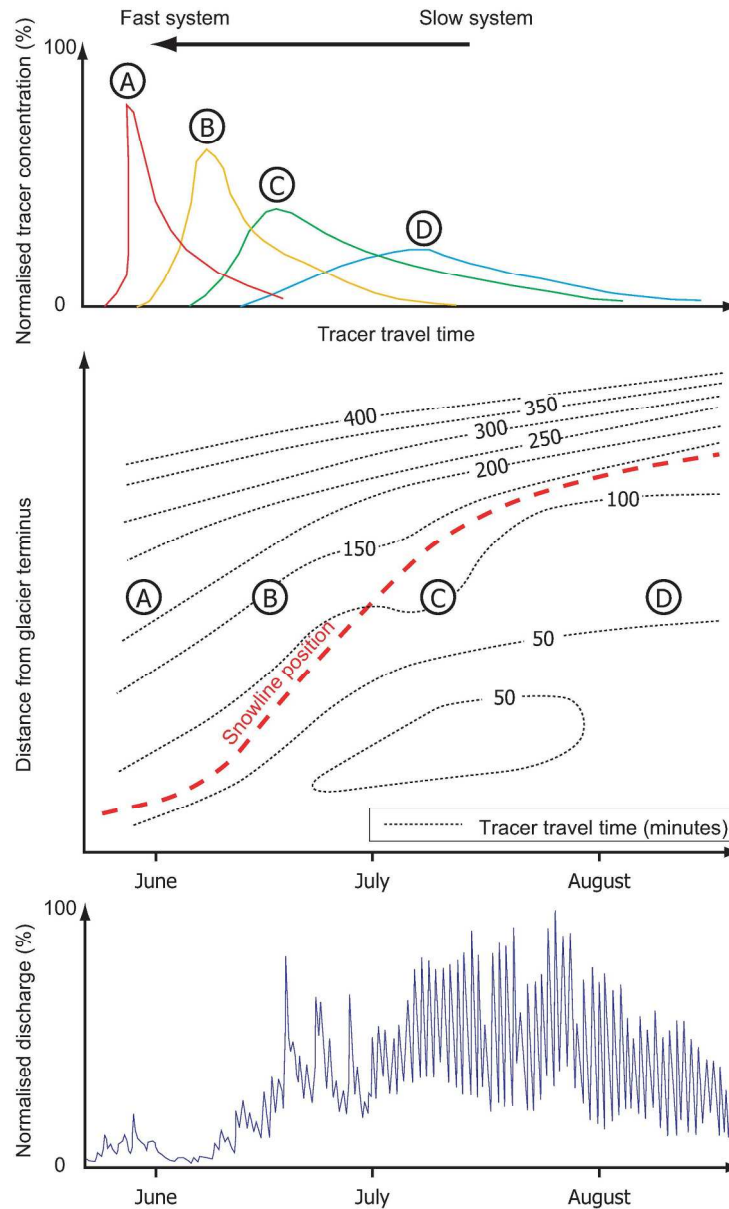 Fast system Slow system
100
Normalised tracer concentration (%)
A
B
C
D
0
Tracer travel time
Distance from glacier terminus
400
350
300
250
200
150
100
A
B
C
D
Snowline position
50
50
Tracer travel time (minutes)
June July August
100
Normalised discharge (%)
0
June July August